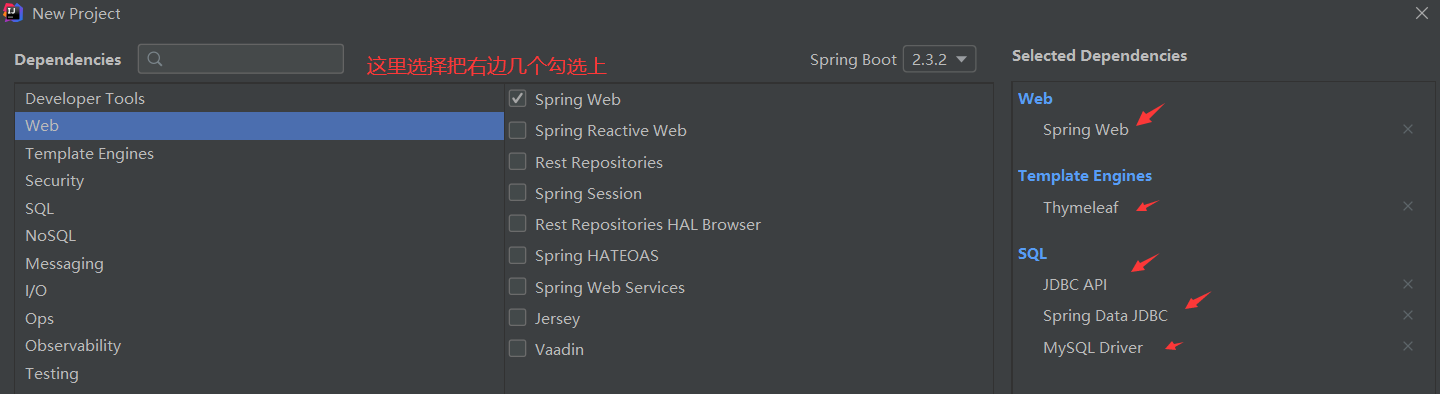 New Project
Dependencies
这里选择把右边几个勾选上
Spring Boot 2.3.2
Selected Dependencies
Developer Tools
Web
Template Engines
Security
SQL
NoSQL
Messaging
I/O
Ops
Observability
Testing
Spring Web
Spring Reactive Web
Rest Repositories
Spring Session
Rest Repositories HAL Browser
Spring HATEOAS
Spring Web Services
Jersey
Vaadin
Web
Spring Web
Template Engines
Thymeleaf
SQL
JDBC API
Spring Data JDBC
MySQL Driver